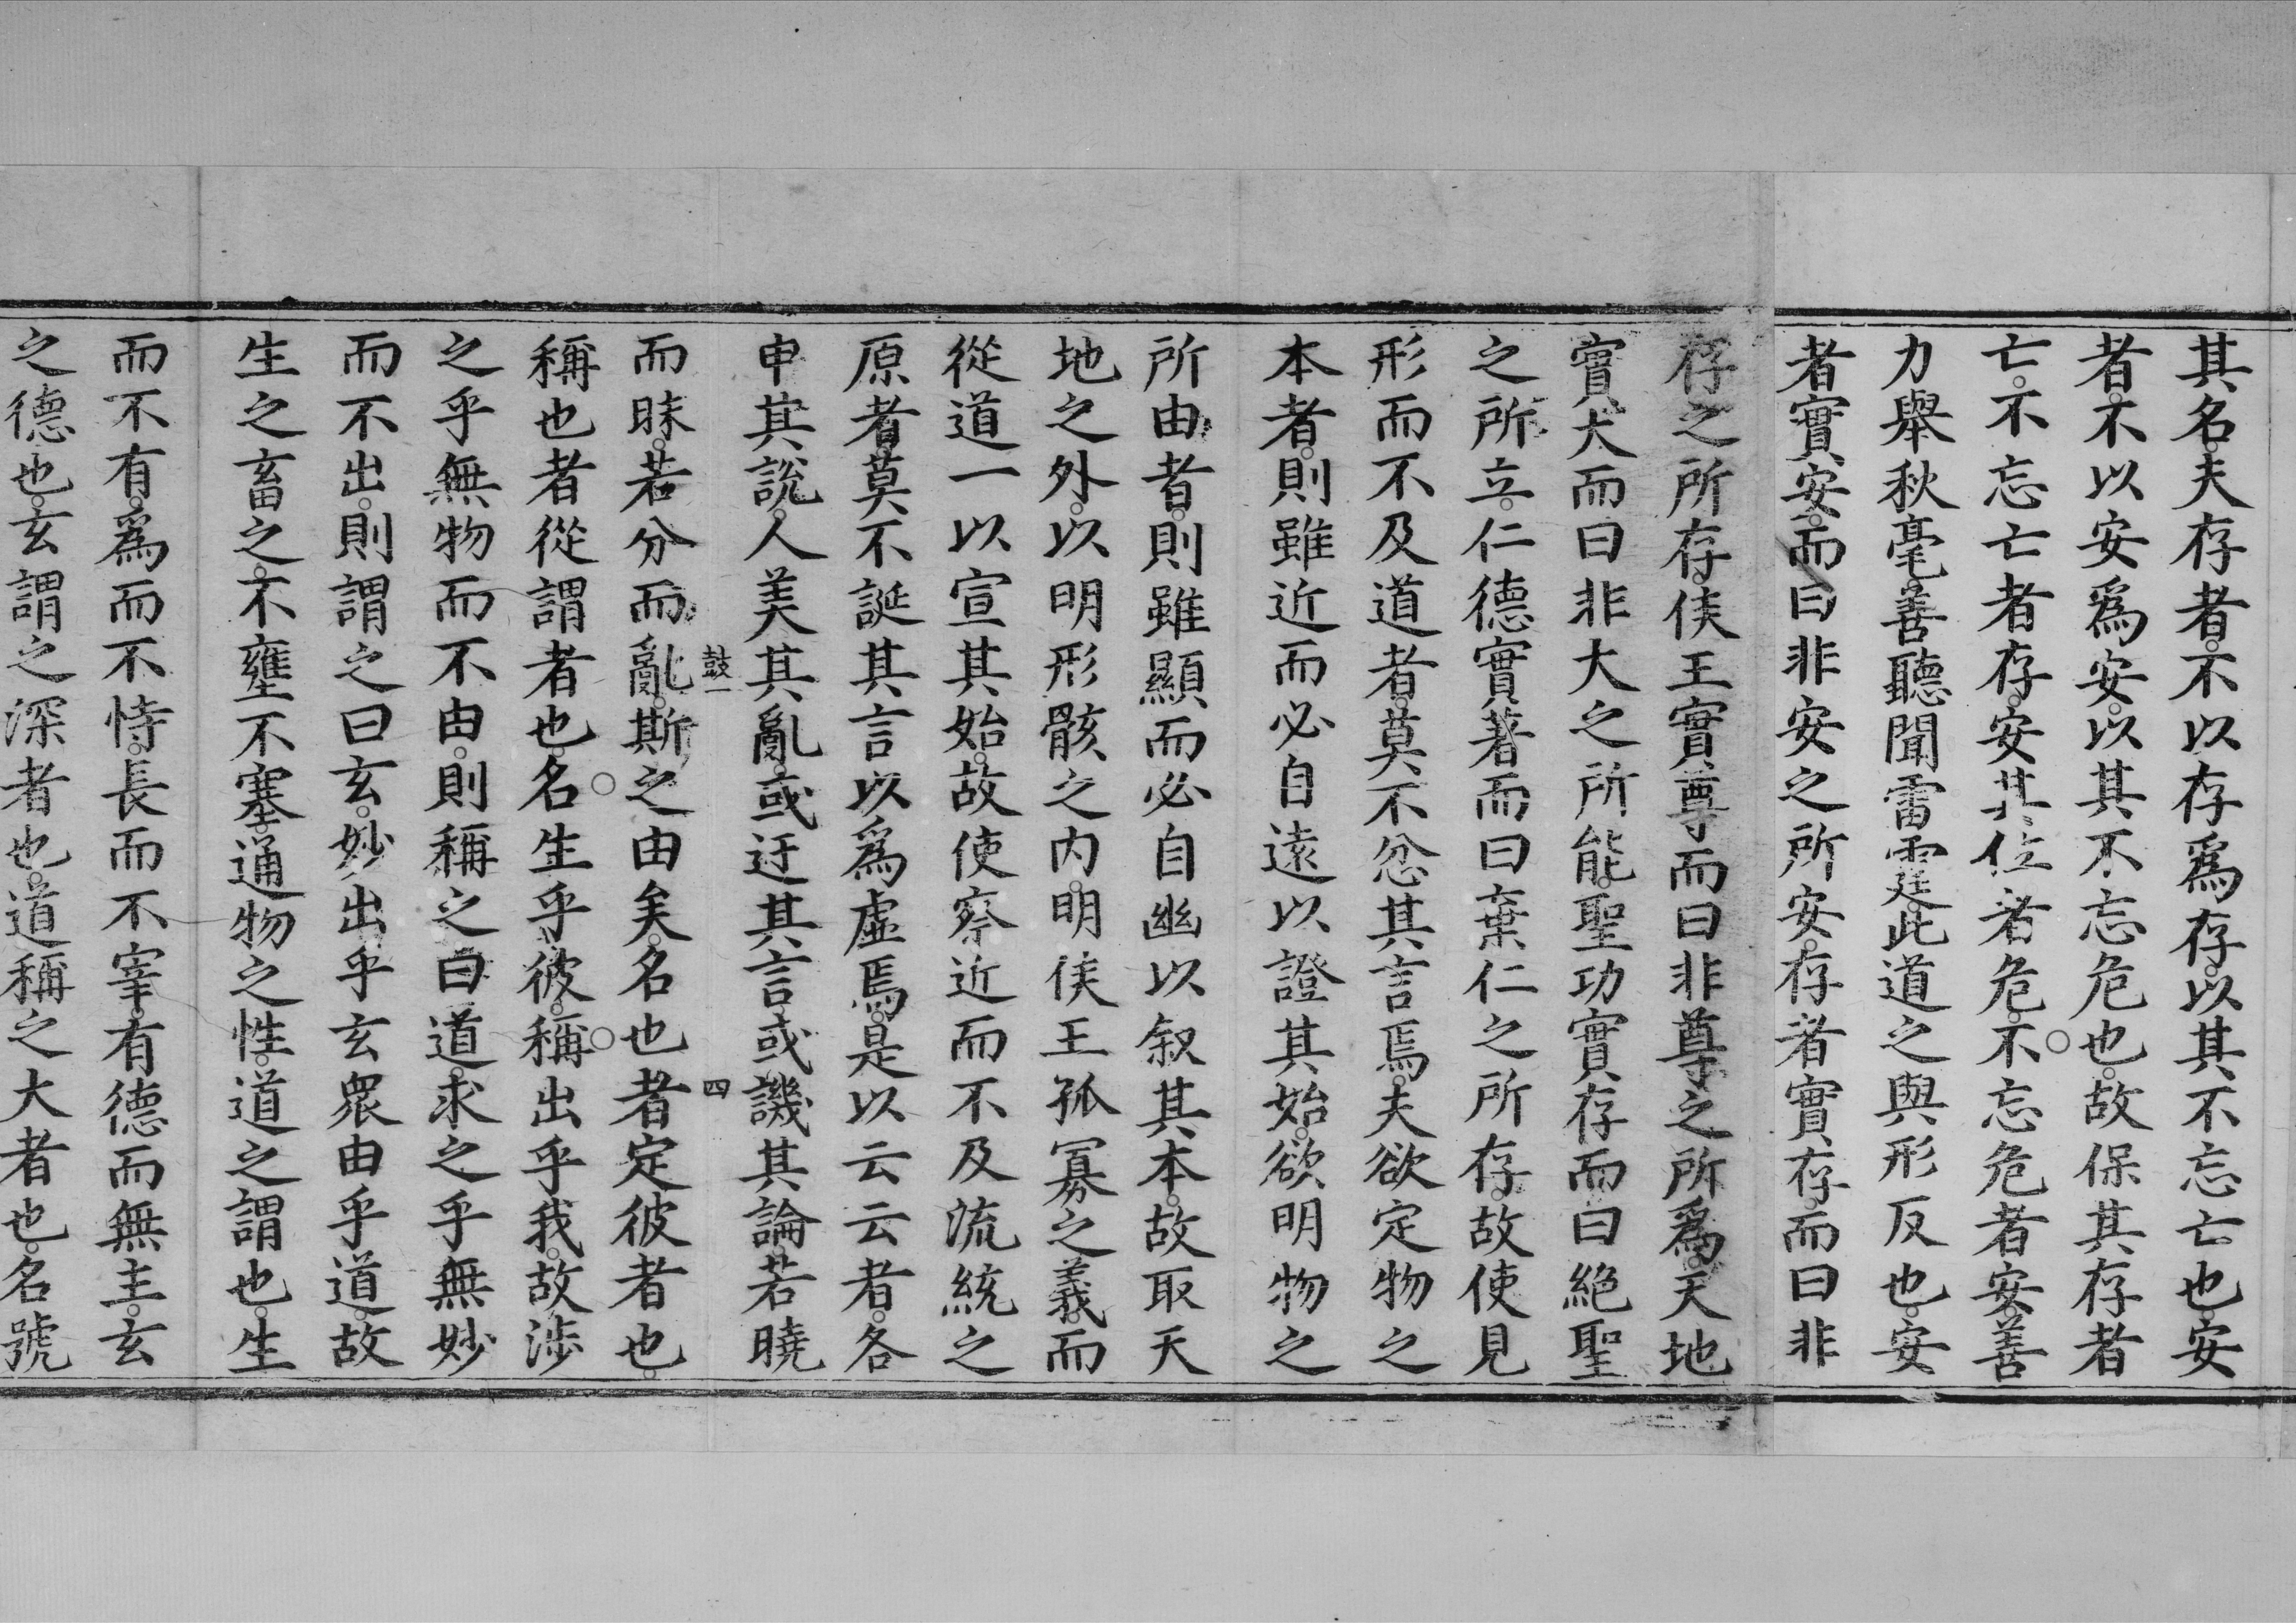 其名夫存者不以存爲存以其不忘亡也安
者不以安爲安以其不忘危也故保其存者
亡不忘亡者存安其位者危不忘危者安善
力舉秋毫善聽聞雷霆此道之與形反也安
者實安而曰非安之所安存者實存而曰非
存之所存侯王實尊而曰非尊之所爲天地
實大而曰非大之所能聖功實存而曰絕聖
之所立仁德實著而曰棄仁之所存故使見
形而不及道者莫不忿其言焉夫欲定物之
本者則雖近而必自遠以證其始欲明物之
所由者則雖顯而必自幽以叙其本故取天
地之外以明形骸之內明侯王孤寡之義而
從道一以宣其始故使察近而不及流統之
原者莫不誕其言以爲虛焉是以云云者各
申其說人美其亂或迂其言或譏其論若曉
鼓一 四
而昧若分而亂斯之由矣名也者定彼者也
稱也者從謂者也名生乎彼稱出乎我故涉
之乎無物而不由則稱之曰道求之乎無妙
而不出則謂之曰玄妙出乎玄衆由乎道故
生之畜之不壅不塞通物之性道之謂也生
而不有爲而不恃長而不宰有德而無主玄
之德也玄謂之深者也道稱之大者也名號